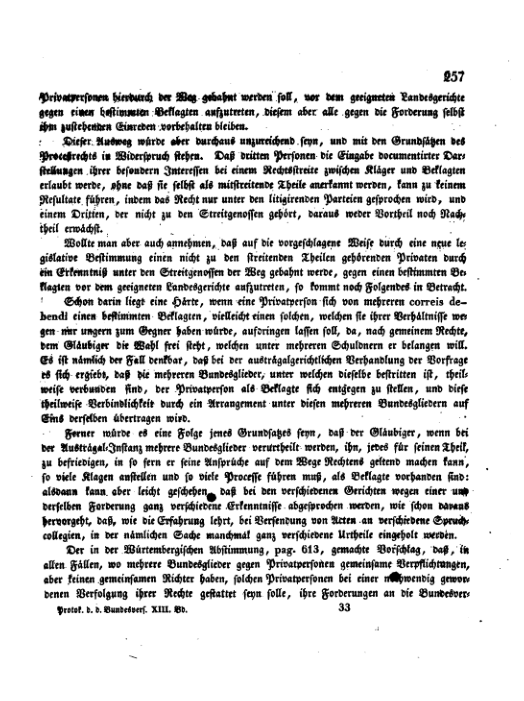 257
Privatpersonen hierdurch der Weg gebahnt werden soll, vor dem geeigneten Landesgerichte
gegen einen bestimmten Beklagten aufzutreten, diesem aber alle gegen die Forderung selbst
ihm zustehenden Einreden vorbehalten bleiben.
Dieser Ausweg würde aber durchaus unzureichend seyn, und mit den Grundsätzen des
Proceßrechts in Widerspruch stehen. Daß dritten Personen die Eingabe documentirter Dar-
stellungen ihrer besondern Interessen bei einem Rechtsstreite zwischen Kläger und Beklagten
erlaubt werde, ohne daß sie selbst als mitstreitende Theile anerkannt werden, kann zu keinem
Resultate führen, indem das Recht nur unter den litigirenden Parteien gesprochen wird, und
einem Dritten, der nicht zu den Streitgenossen gehört, daraus weder Vortheil noch Nach-
theil erwächst.
Wollte man aber auch annehmen, daß auf die vorgeschlagene Weise durch eine neue le-
gislative Bestimmung einen nicht zu den streitenden Theilen gehörenden Privaten durch
ein Erkenntniß unter den Streitgenossen der Weg gebahnt werde, gegen einen bestimmten Be-
klagten vor dem geeigneten Landesgerichte aufzutreten, so kommt noch Folgendes in Betracht.
Schon darin liegt eine Härte, wenn eine Privatperson sich von mehreren correis de-
bendi einen bestimmten Beklagten, vielleicht einen solchen, welchen sie ihrer Verhältnisse we-
gen nur ungern zum Gegner haben würde, aufdringen lassen soll, da, nach gemeinem Rechte,
dem Gläubiger die Wahl frei steht, welchen unter mehreren Schuldnern er belangen will.
Es ist nämlich der Fall denkbar, daß bei der austrägalgerichtlichen Verhandlung der Vorfrage
es sich ergiebt, daß die mehreren Bundesglieder, unter welchen dieselbe bestritten ist, theil-
weise verbunden sind, der Privatperson als Beklagte sich entgegen zu stellen, und diese
theilweise Verbindlichkeit durch ein Arrangement unter diesen mehreren Bundesgliedern auf
Eins derselben übertragen wird.
Ferner würde es eine Folge jenes Grundsatzes seyn, daß der Gläubiger, wenn bei
der Austrägal-Instanz mehrere Bundesglieder verurtheilt werden, ihn, jedes für seinen Theil,
zu befriedigen, in so fern er seine Ansprüche auf dem Wege Rechtens geltend machen kann,
so viele Klagen anstellen und so viele Processe führen muß, als Beklagte vorhanden sind:
alsdann kann aber leicht geschehen, daß bei den verschiedenen Gerichten wegen einer und
derselben Forderung ganz verschiedene Erkenntnisse abgesprochen werden, wie schon daraus
hervorgeht, daß, wie die Erfahrung lehrt, bei Versendung von Acten an verschiedene Spruch-
collegien, in der nämlichen Sache manchmal ganz verschiedene Urtheile eingeholt werden.
Der in der Würtembergischen Abstimmung, pag. 613, gemachte Vorschlag, daß, in
allen Fällen, wo mehrere Bundesglieder gegen Privatpersonen gemeinsame Verpflichtungen,
aber keinen gemeinsamen Richter haben, solchen Privatpersonen bei einer nothwendig gewor-
denen Verfolgung ihrer Rechte gestattet seyn solle, ihre Forderungen an die Bundesver-
Protok. d. d. Bundesvers. XIII. Bd. 33